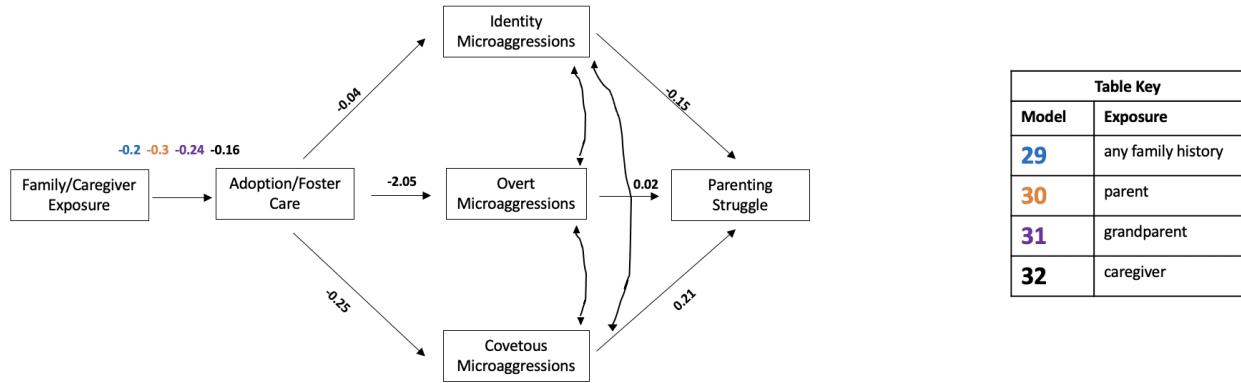 Identity
Microaggressions
-0.04
-0.15
-0.2 -0.3 -0.24 -0.16
Family/Caregiver
Exposure
Adoption/Foster
Care
-2.05
Overt
Microaggressions
0.02
Parenting
Struggle
-0.25
0.21
Covetous
Microaggressions
Table Key
Model Exposure
29 any family history
30 parent
31 grandparent
32 caregiver